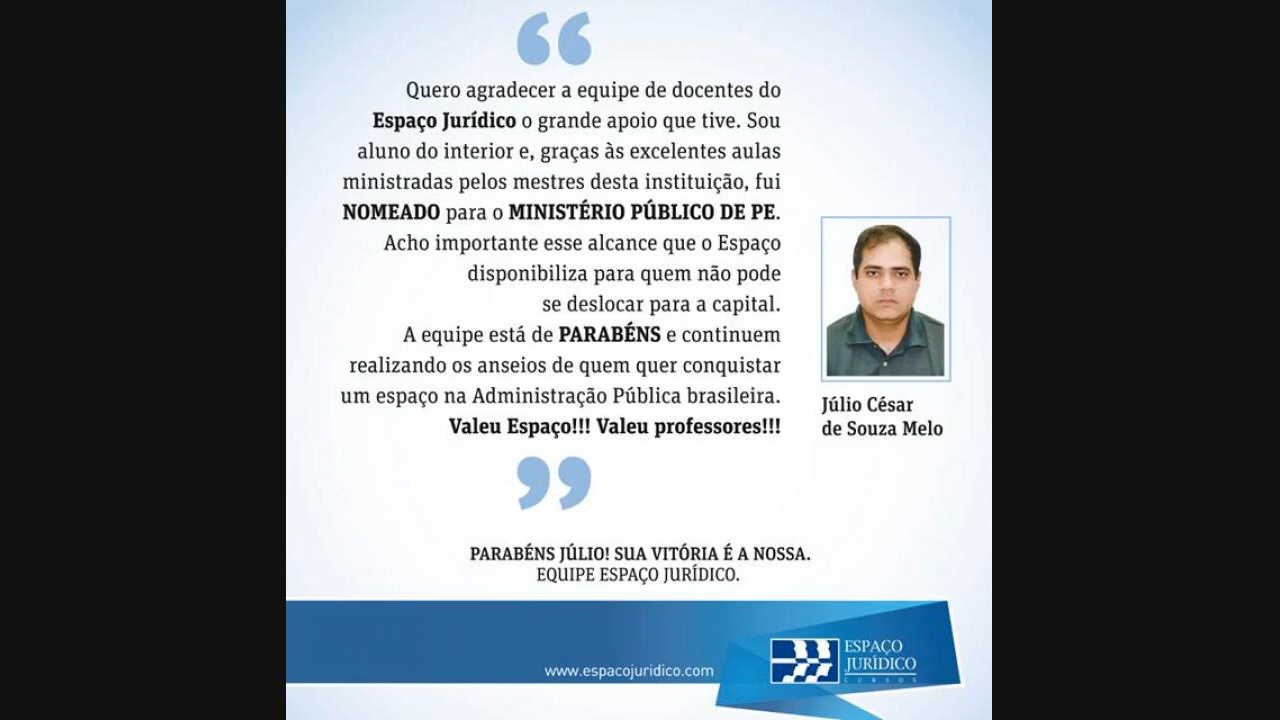 Quero agradecer a equipe de docentes do
Espaço Jurídico o grande apoio que tive. Sou
aluno do interior e, graças às excelentes aulas
ministradas pelos mestres desta instituição, fui
NOMEADO para o MINISTÉRIO PÚBLICO DE PE.
Acho importante esse alcance que o Espaço
disponibiliza para quem não pode
se deslocar para a capital.
A equipe está de PARABÉNS e continuem
realizando os anseios de quem quer conquistar
um espaço na Administração Pública brasileira.
Valeu Espaço!!! Valeu professores!!!
Júlio César
de Souza Melo
PARABÉNS JÚLIO! SUA VITÓRIA É A NOSSA.
EQUIPE ESPAÇO JURÍDICO.
www.espacojuridico.com
ESPAÇO
JURÍDICO
CURSOS